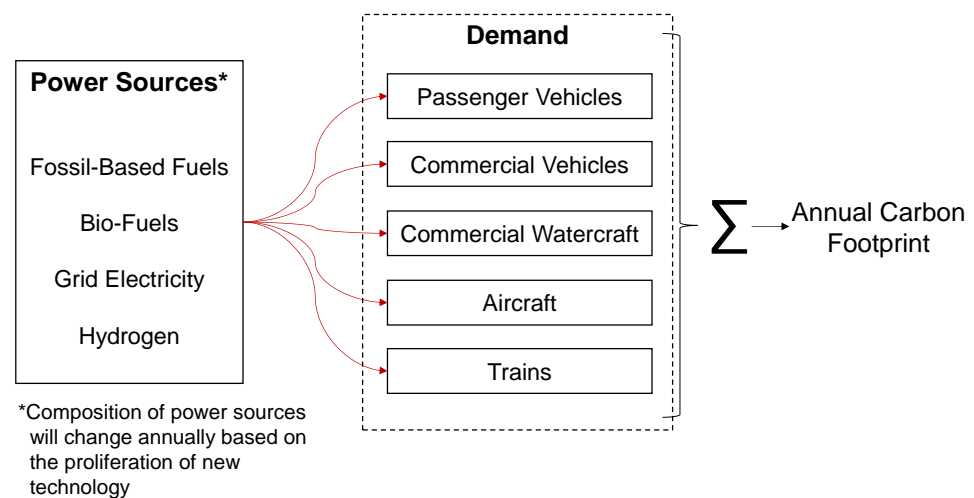 Power Sources*
Fossil-Based Fuels
Bio-Fuels
Grid Electricity
Hydrogen
*Composition of power sources
will change annually based on
the proliferation of new
technology
Demand
Passenger Vehicles
Commercial Vehicles
Commercial Watercraft
Aircraft
Trains
∑
Annual Carbon
Footprint